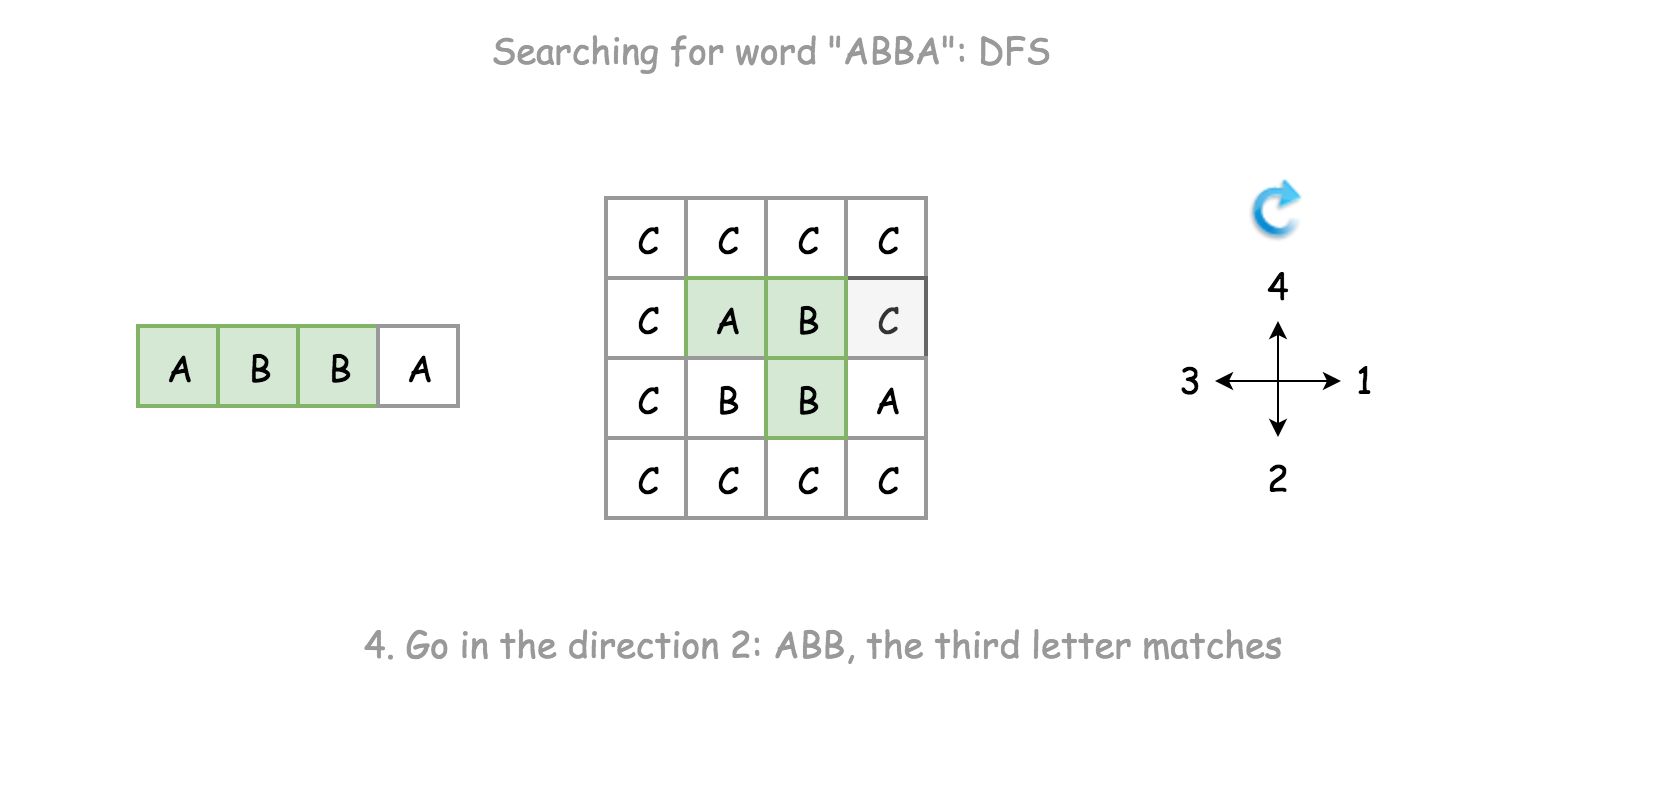 Searching for word "ABBA": DFS
A B B A
C C C C
C A B C
C B B A
C C C C
4
3 1
2
4. Go in the direction 2: ABB, the third letter matches